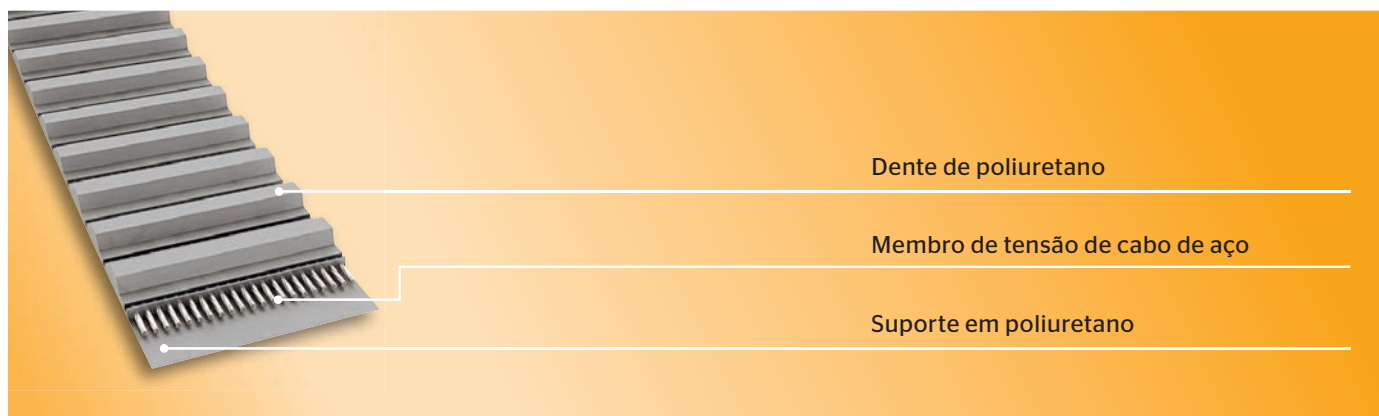 Dente de poliuretano
Membro de tensão de cabo de aço
Suporte em poliuretano